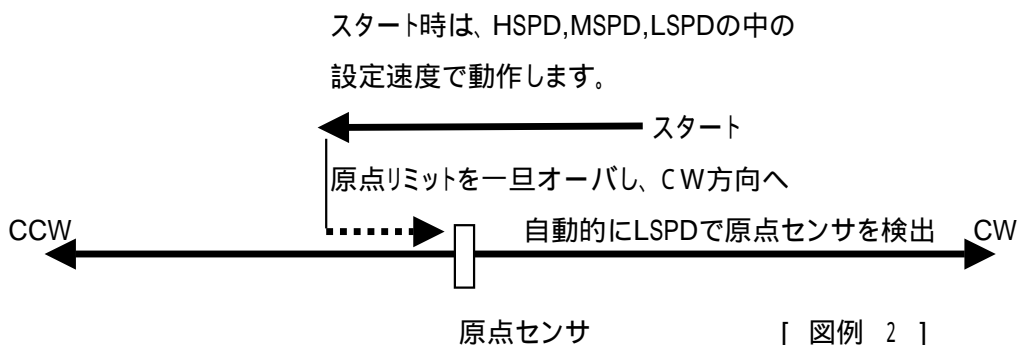 スタート時は、HSPD,MSPD,LSPDの中の
設定速度で動作します。
スタート
原点リミットを一旦オーバし、CW方向へ
CCW
自動的にLSPDで原点センサを検出
CW
原点センサ
[ 図例 2 ]